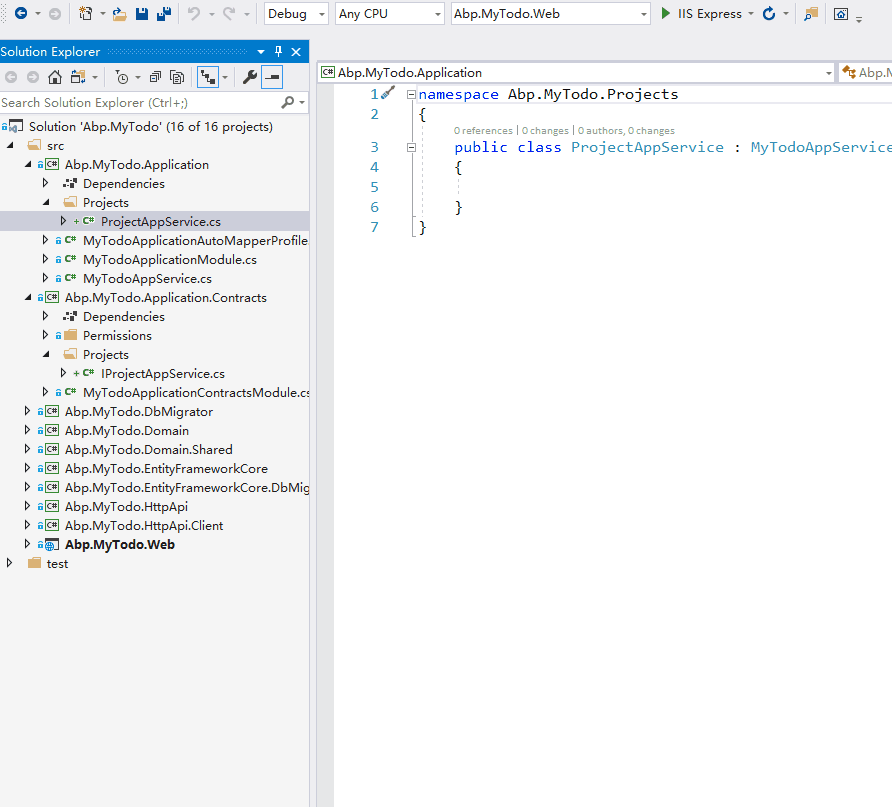 Debug Any CPU Abp.MyTodo.Web IIS Express
Solution Explorer
Search Solution Explorer (Ctrl+;)
Solution 'Abp.MyTodo' (16 of 16 projects)
src
C# Abp.MyTodo.Application
Dependencies
Projects
+ C# ProjectAppService.cs
C# MyTodoApplicationAutoMapperProfile
C# MyTodoApplicationModule.cs
C# MyTodoAppService.cs
C# Abp.MyTodo.Application.Contracts
Dependencies
Permissions
Projects
+ C# IProjectAppService.cs
C# MyTodoApplicationContractsModule.cs
C# Abp.MyTodo.DbMigrator
C# Abp.MyTodo.Domain
C# Abp.MyTodo.Domain.Shared
C# Abp.MyTodo.EntityFrameworkCore
C# Abp.MyTodo.EntityFrameworkCore.DbMig
C# Abp.MyTodo.HttpApi
C# Abp.MyTodo.HttpApi.Client
Abp.MyTodo.Web
test
C# Abp.MyTodo.Application Abp.M
1 namespace Abp.MyTodo.Projects
2 {
0 references | 0 changes | 0 authors, 0 changes
3 public class ProjectAppService : MyTodoAppService
4 {
5
6 }
7 }